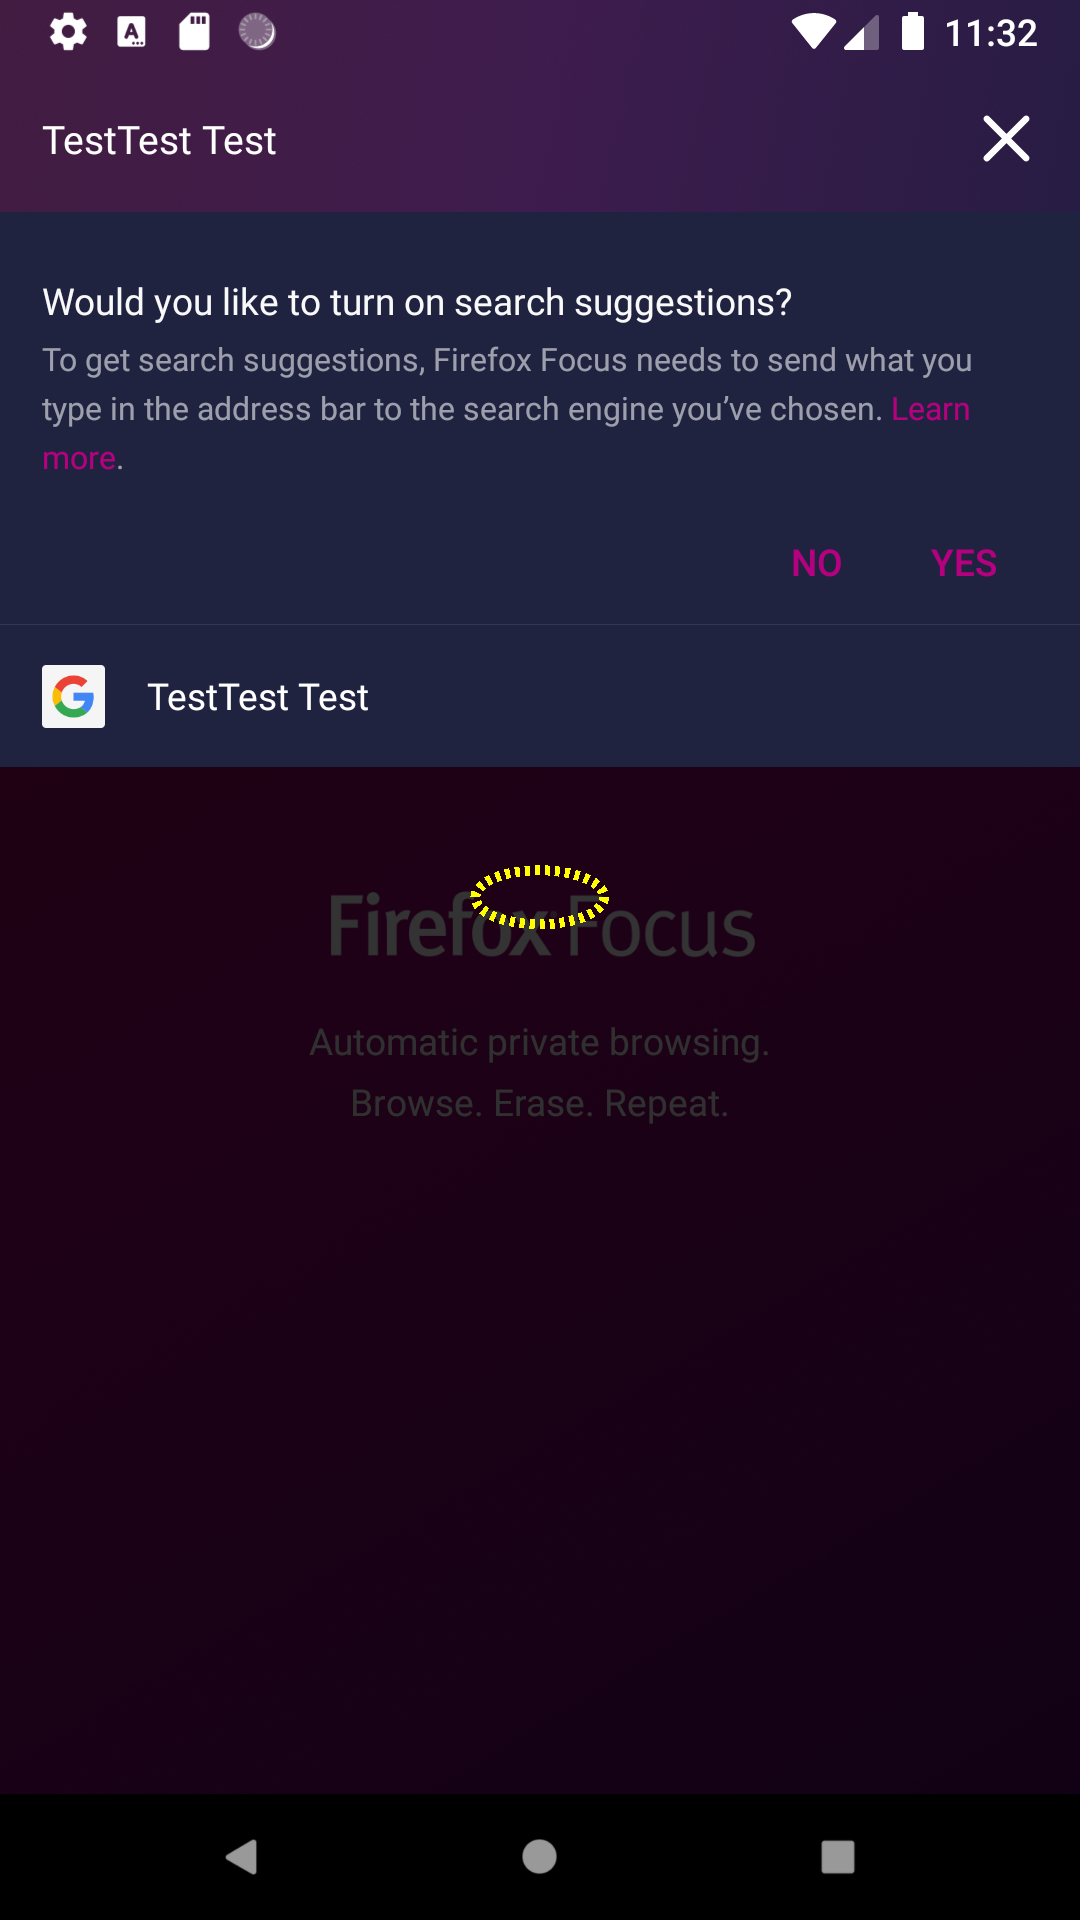 11:32
TestTest Test
Would you like to turn on search suggestions?
To get search suggestions, Firefox Focus needs to send what you
type in the address bar to the search engine you’ve chosen. Learn
more.
NO YES
TestTest Test
Firefox Focus
Automatic private browsing.
Browse. Erase. Repeat.